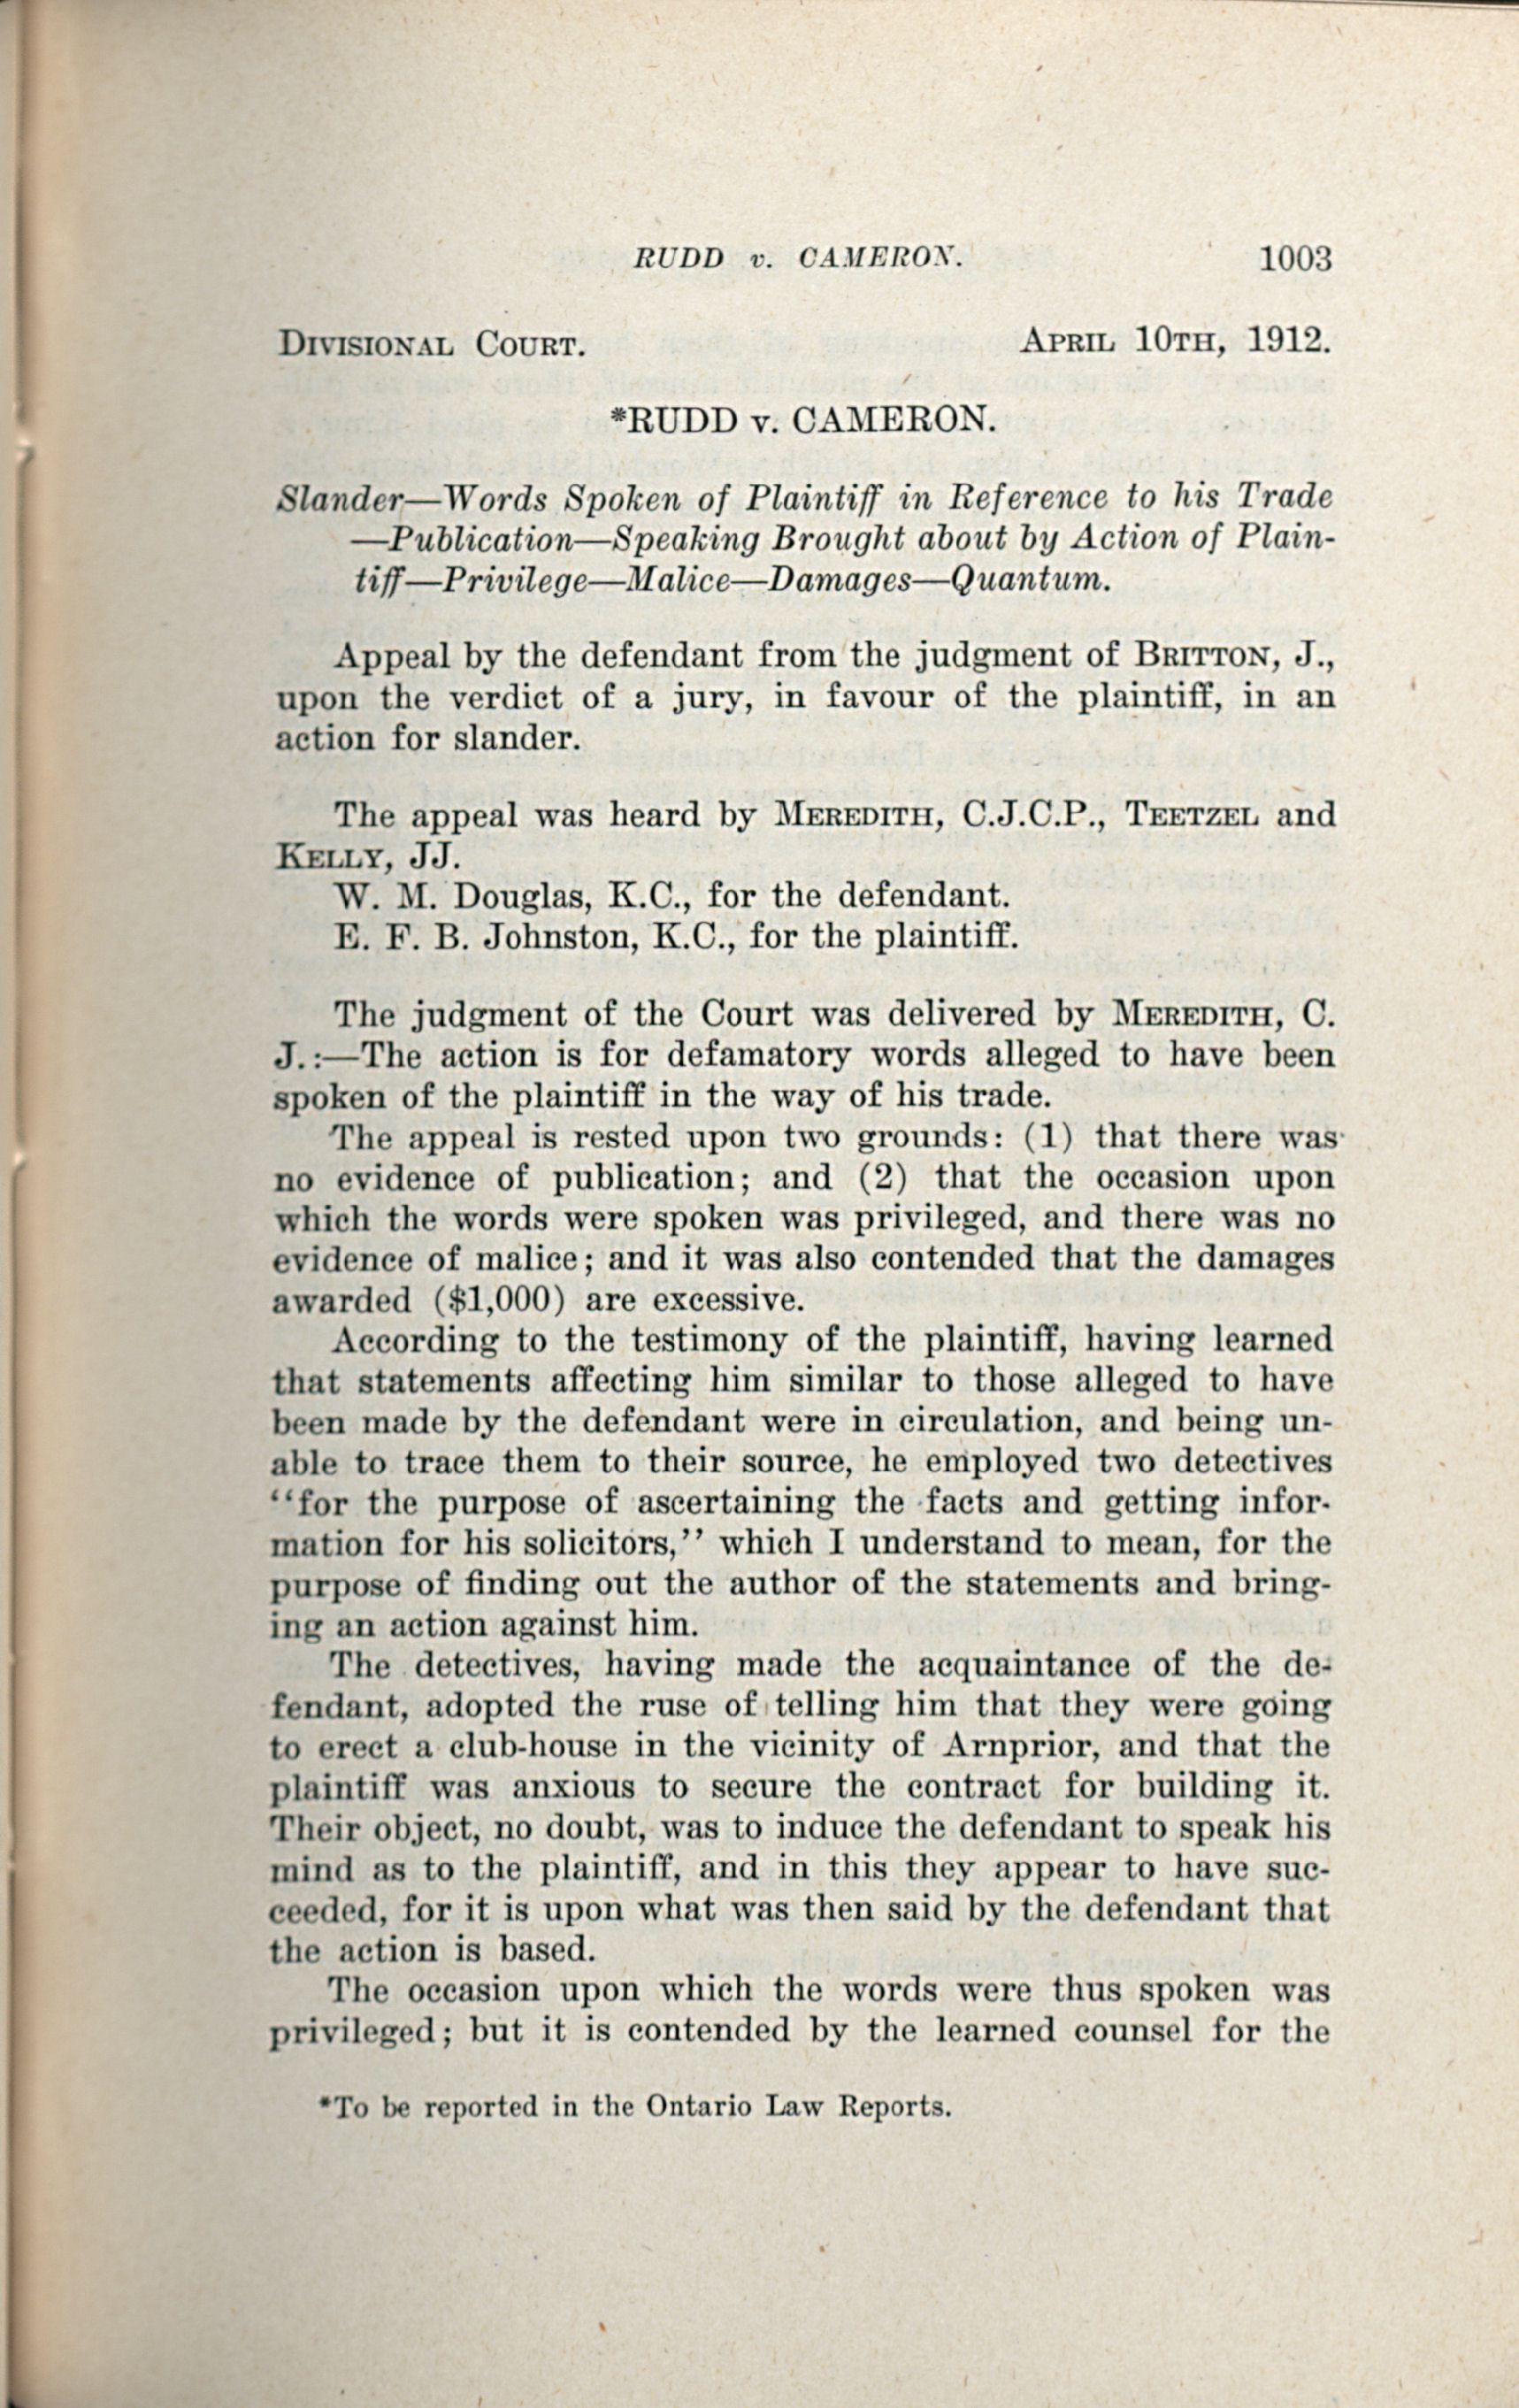 RUDD v. CAMERON. 1003
DIVISIONAL COURT. APRIL 10TH, 1912.
*RUDD v. CAMERON.
Slander—Words Spoken of Plaintiff in Reference to his Trade
—Publication—Speaking Brought about by Action of Plain-
tiff—Privilege—Malice—Damages—Quantum.
Appeal by the defendant from the judgment of BRITTON, J.,
upon the verdict of a jury, in favour of the plaintiff, in an
action for slander.
The appeal was heard by MEREDITH, C.J.C.P., TEETZEL and
KELLY, JJ.
W. M. Douglas, K.C., for the defendant.
E. F. B. Johnston, K.C., for the plaintiff.
The judgment of the Court was delivered by MEREDITH, C.
J.:—The action is for defamatory words alleged to have been
spoken of the plaintiff in the way of his trade.
The appeal is rested upon two grounds: (1) that there was
no evidence of publication; and (2) that the occasion upon
which the words were spoken was privileged, and there was no
evidence of malice; and it was also contended that the damages
awarded ($1,000) are excessive.
According to the testimony of the plaintiff, having learned
that statements affecting him similar to those alleged to have
been made by the defendant were in circulation, and being un-
able to trace them to their source, he employed two detectives
‘‘for the purpose of ascertaining the facts and getting infor-
mation for his solicitors,’’ which I understand to mean, for the
purpose of finding out the author of the statements and bring-
ing an action against him.
The detectives, having made the acquaintance of the de-
fendant, adopted the ruse of telling him that they were going
to erect a club-house in the vicinity of Arnprior, and that the
plaintiff was anxious to secure the contract for building it.
Their object, no doubt, was to induce the defendant to speak his
mind as to the plaintiff, and in this they appear to have suc-
ceeded, for it is upon what was then said by the defendant that
the action is based.
The occasion upon which the words were thus spoken was
privileged; but it is contended by the learned counsel for the
*To be reported in the Ontario Law Reports.